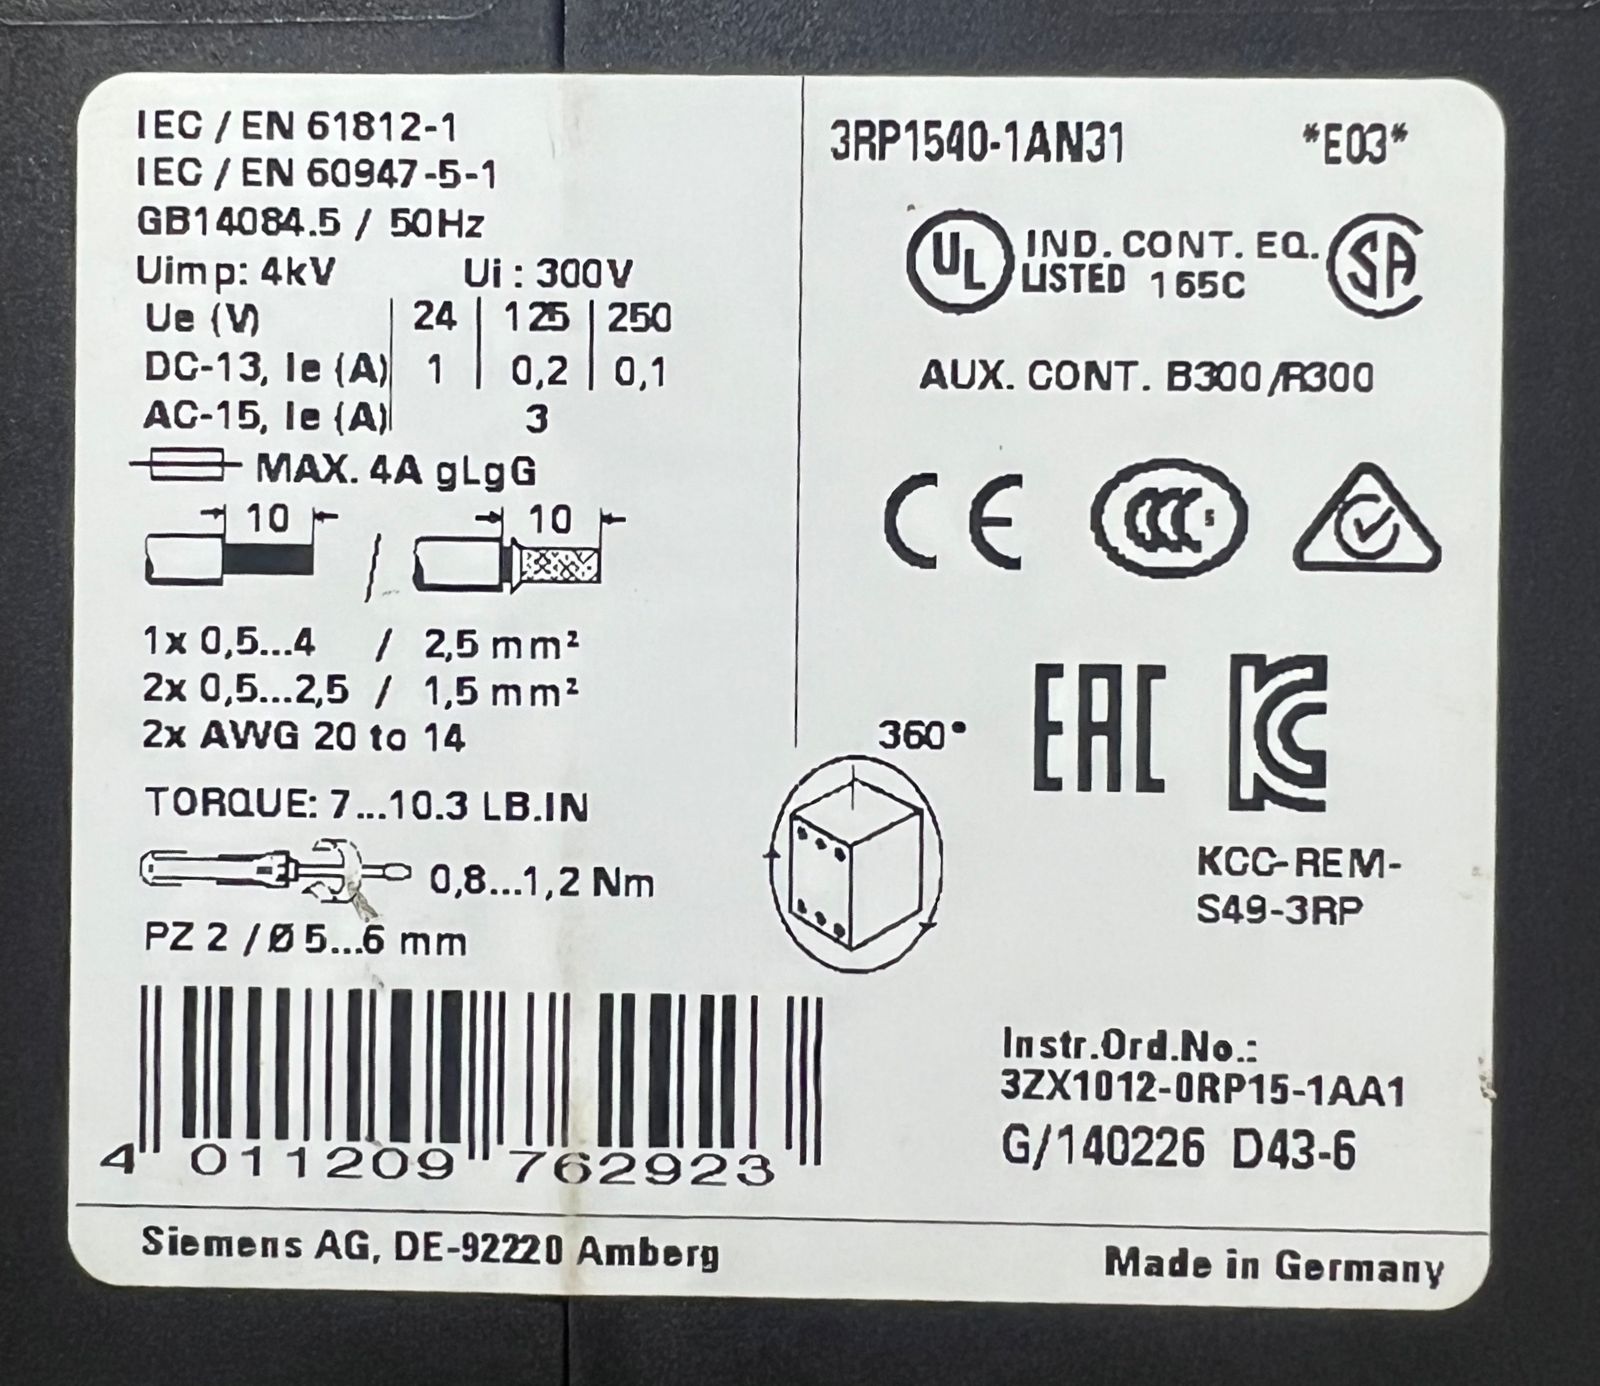 IEC / EN 61812-1
IEC / EN 60947-5-1
GB14084.5 / 50Hz
Uimp: 4kV Ui : 300V
Ue (V) 24 125 250
DC-13, Ie (A) 1 0,2 0,1
AC-15, Ie (A) 3
MAX. 4A gLgG
10 / 10
1x 0,5...4 / 2,5 mm²
2x 0,5...2,5 / 1,5 mm²
2x AWG 20 to 14
TORQUE: 7...10.3 LB.IN
0,8...1,2 Nm
PZ 2 / Ø 5...6 mm
4 011209 762923
3RP1540-1AN31 *E03*
UL IND. CONT. EQ. SA
LISTED 165C
AUX. CONT. B300/R300
CE CCC S
EAC KC
360°
KCC-REM-
S49-3RP
Instr.Ord.No.:
3ZX1012-0RP15-1AA1
G/140226 D43-6
Siemens AG, DE-92220 Amberg
Made in Germany